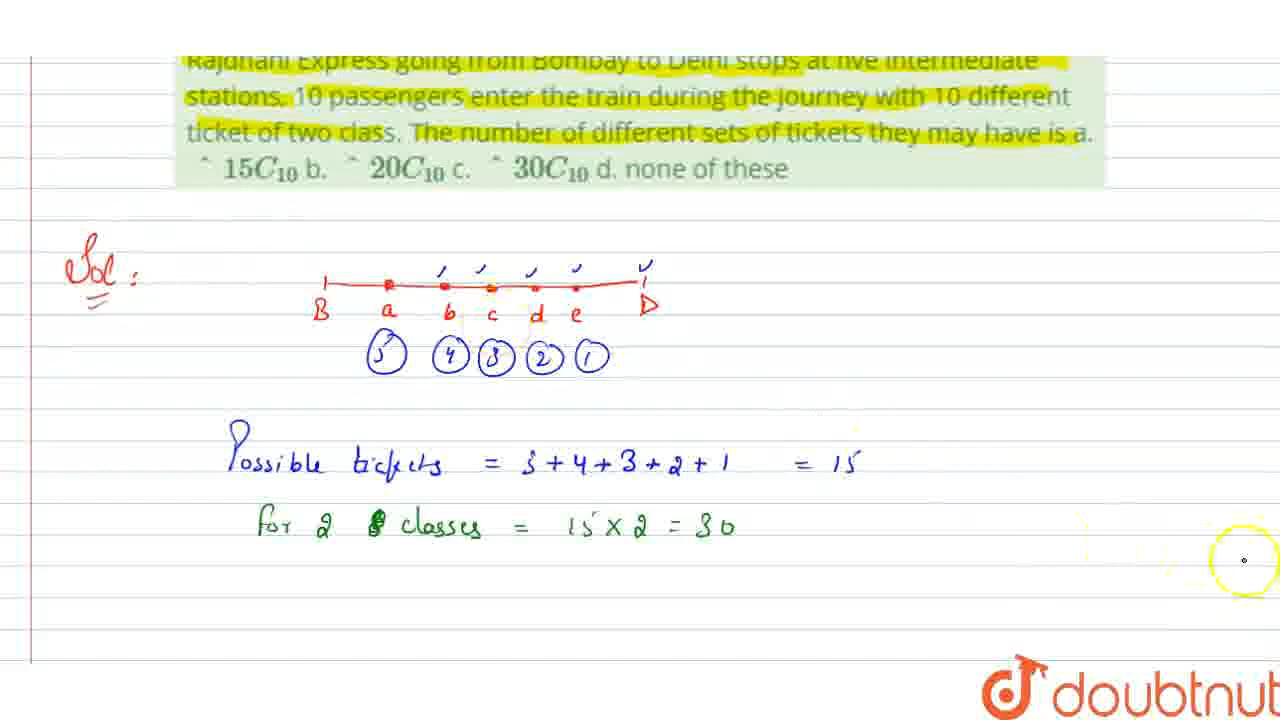 Rajdhani Express going from Bombay to Delhi stops at five intermediate
stations, 10 passengers enter the train during the journey with 10 different
ticket of two class. The number of different sets of tickets they may have is a.
^ 15C₁₀ b. ^ 20C₁₀ c. ^ 30C₁₀ d. none of these
Sol :
B a b c d e D
5 4 3 2 1
Possible tickets = 5 + 4 + 3 + 2 + 1 = 15
for 2 classes = 15 × 2 = 30
doubtnut